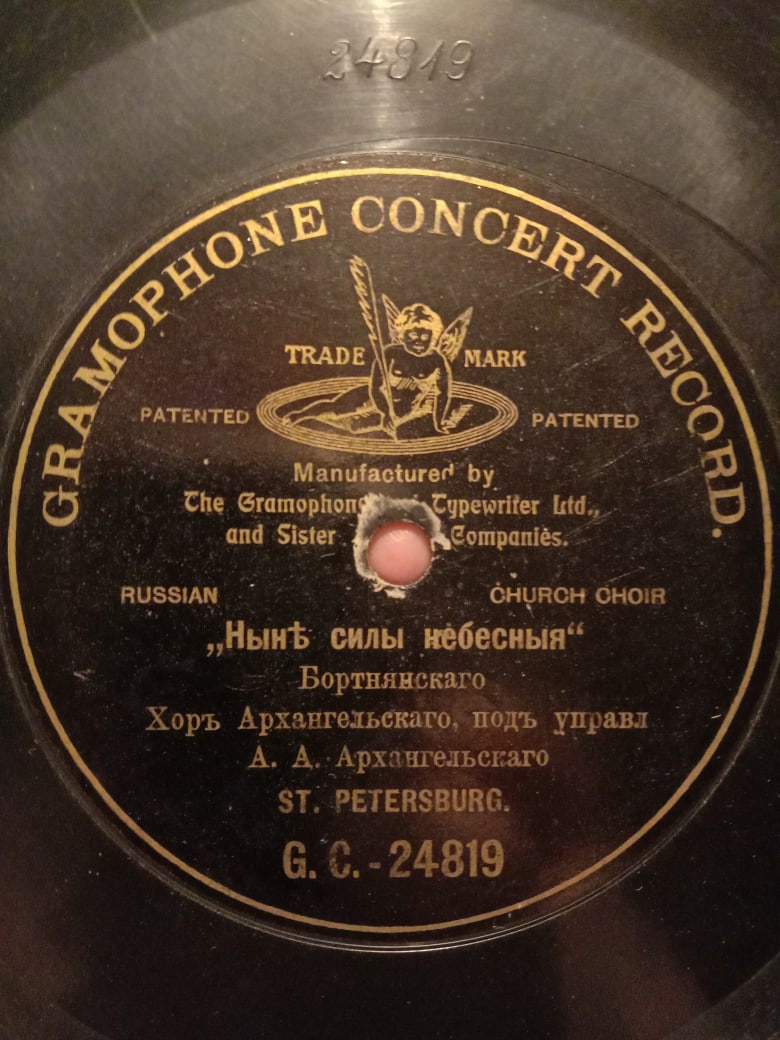 24819
GRAMOPHONE CONCERT RECORD.
TRADE MARK
PATENTED PATENTED
Manufactured by
The Gramophone Typewriter Ltd.,
and Sister Companies.
RUSSIAN CHURCH CHOIR
„Нынѣ силы небесныя“
Бортнянскаго
Хоръ Архангельскаго, подъ управл
А. А. Архангельскаго
ST. PETERSBURG.
G. C. - 24819